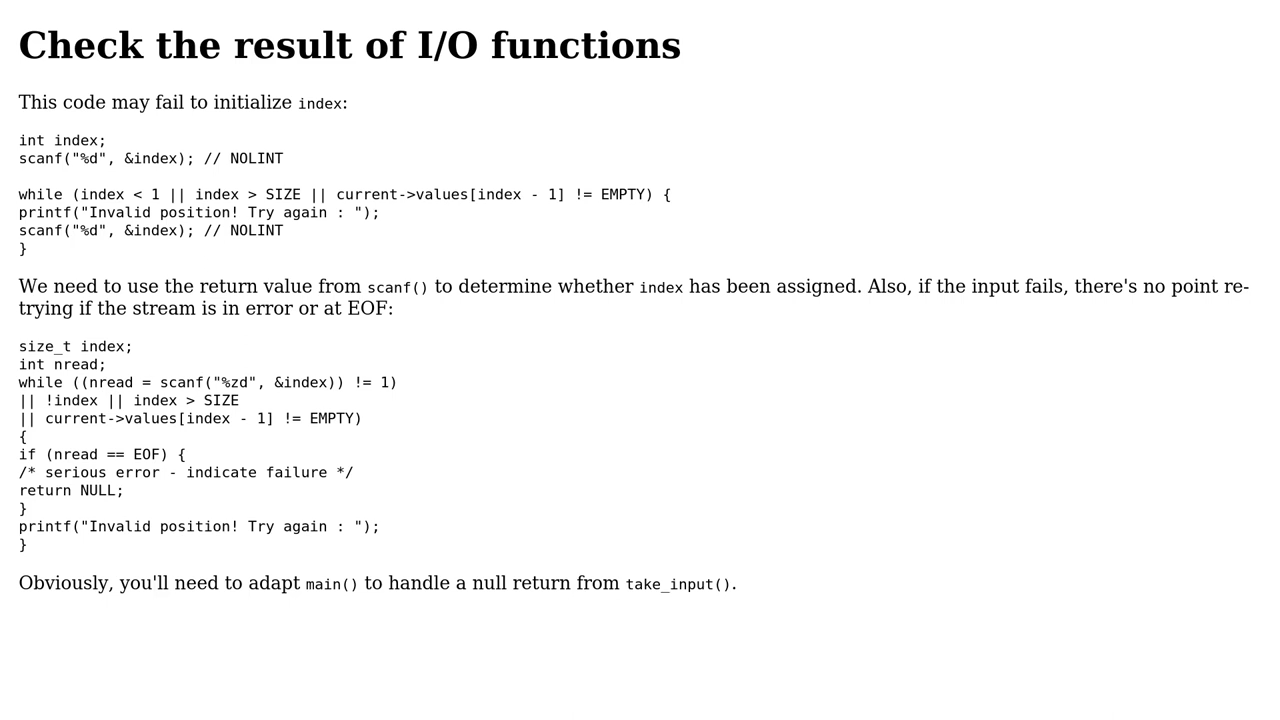 Check the result of I/O functions
This code may fail to initialize index:
int index;
scanf("%d", &index); // NOLINT
while (index < 1 || index > SIZE || current->values[index - 1] != EMPTY) {
printf("Invalid position! Try again : ");
scanf("%d", &index); // NOLINT
}
We need to use the return value from scanf() to determine whether index has been assigned. Also, if the input fails, there's no point re-
trying if the stream is in error or at EOF:
size_t index;
int nread;
while ((nread = scanf("%zd", &index)) != 1)
|| !index || index > SIZE
|| current->values[index - 1] != EMPTY)
{
if (nread == EOF) {
/* serious error - indicate failure */
return NULL;
}
printf("Invalid position! Try again : ");
}
Obviously, you'll need to adapt main() to handle a null return from take_input().